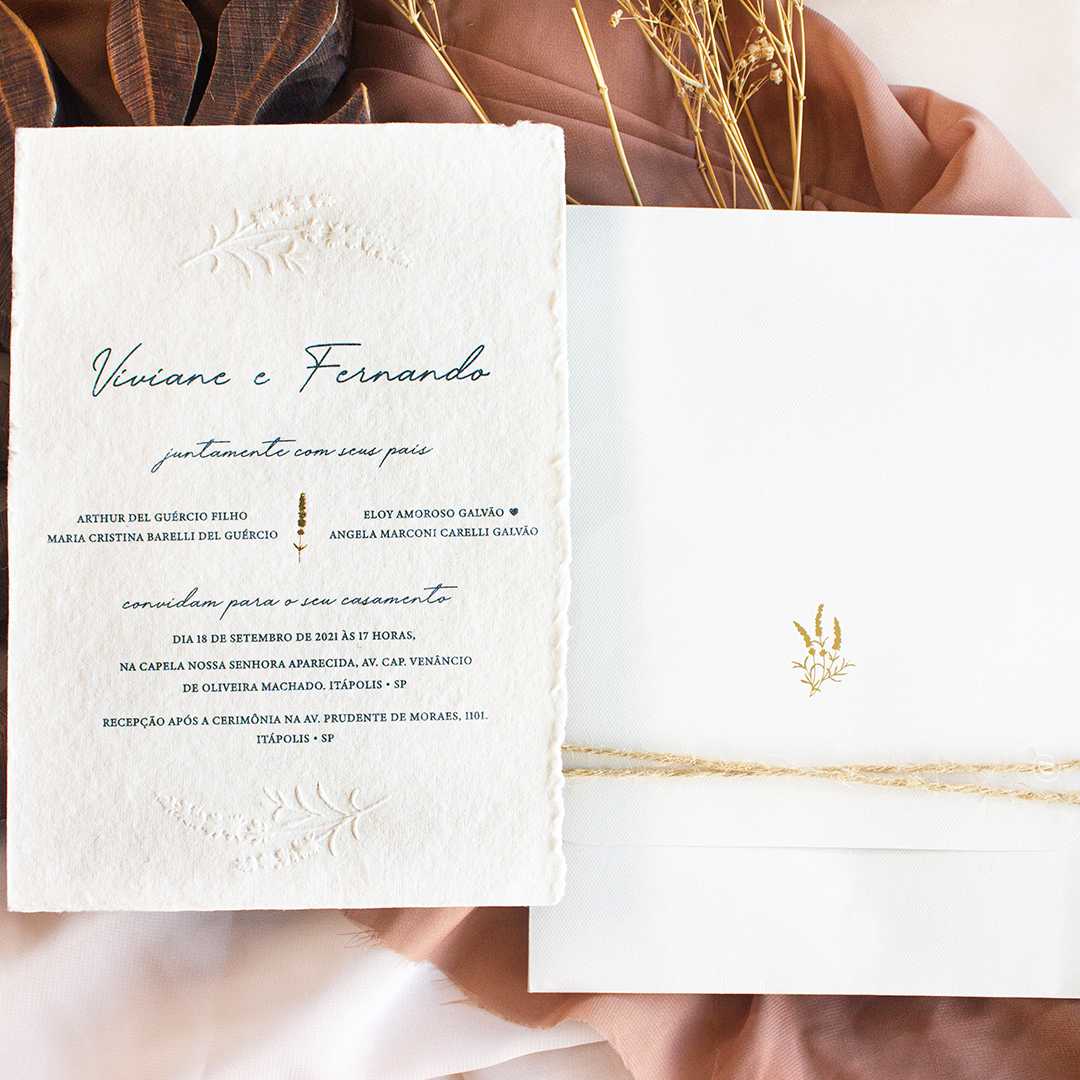 Viviane e Fernando
juntamente com seus pais
ARTHUR DEL GUÉRCIO FILHO
MARIA CRISTINA BARELLI DEL GUÉRCIO
ELOY AMOROSO GALVÃO
ANGELA MARCONI CARELLI GALVÃO
convidam para o seu casamento
DIA 18 DE SETEMBRO DE 2021 ÀS 17 HORAS,
NA CAPELA NOSSA SENHORA APARECIDA, AV. CAP. VENÂNCIO
DE OLIVEIRA MACHADO. ITÁPOLIS • SP
RECEPÇÃO APÓS A CERIMÔNIA NA AV. PRUDENTE DE MORAES, 1101.
ITÁPOLIS • SP